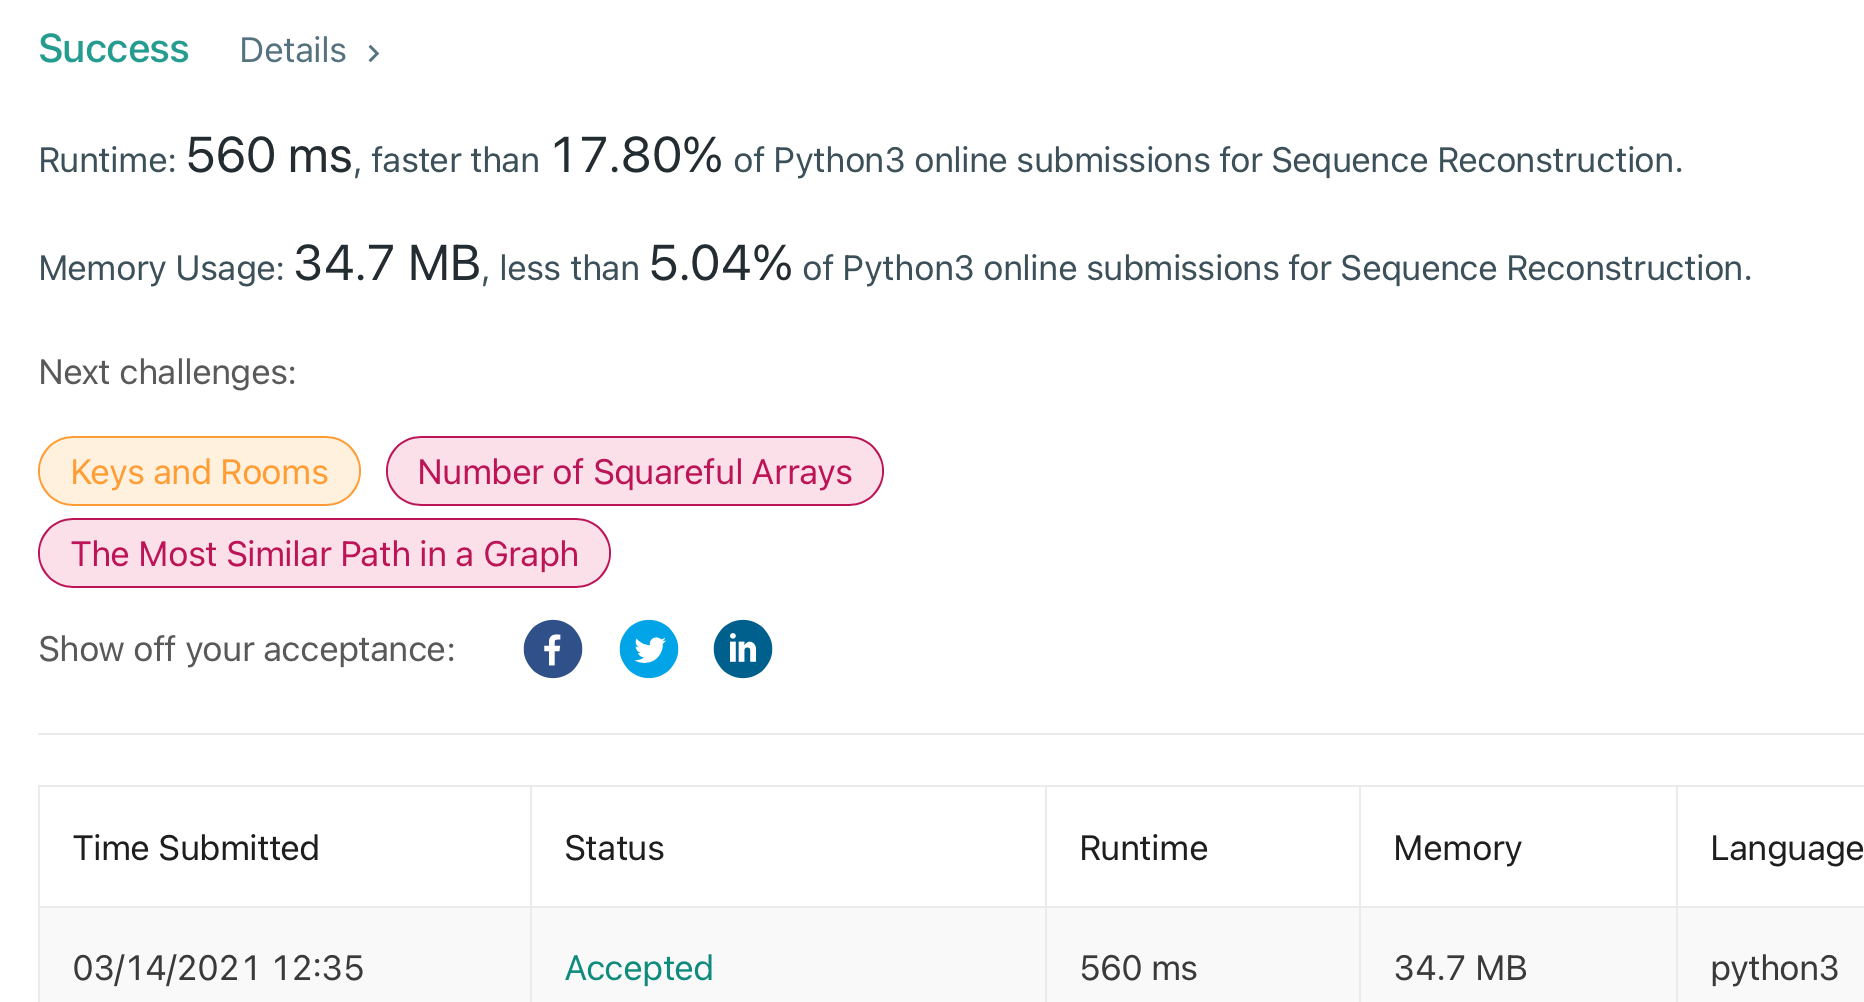 Success Details >
Runtime: 560 ms, faster than 17.80% of Python3 online submissions for Sequence Reconstruction.
Memory Usage: 34.7 MB, less than 5.04% of Python3 online submissions for Sequence Reconstruction.
Next challenges:
Keys and Rooms Number of Squareful Arrays
The Most Similar Path in a Graph
Show off your acceptance: f in
Time Submitted Status Runtime Memory Language
03/14/2021 12:35 Accepted 560 ms 34.7 MB python3